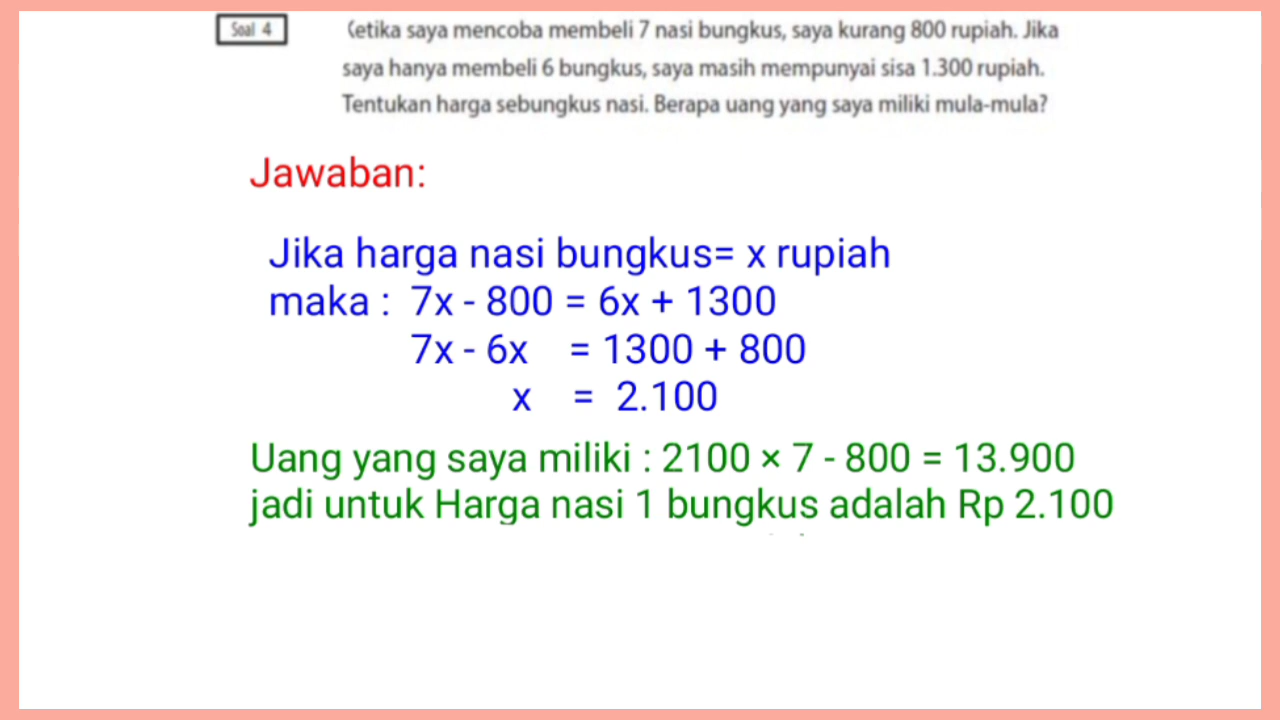 Soal 4
Ketika saya mencoba membeli 7 nasi bungkus, saya kurang 800 rupiah. Jika
saya hanya membeli 6 bungkus, saya masih mempunyai sisa 1.300 rupiah.
Tentukan harga sebungkus nasi. Berapa uang yang saya miliki mula-mula?
Jawaban:
Jika harga nasi bungkus= x rupiah
maka : 7x - 800 = 6x + 1300
7x - 6x = 1300 + 800
x = 2.100
Uang yang saya miliki : 2100 × 7 - 800 = 13.900
jadi untuk Harga nasi 1 bungkus adalah Rp 2.100